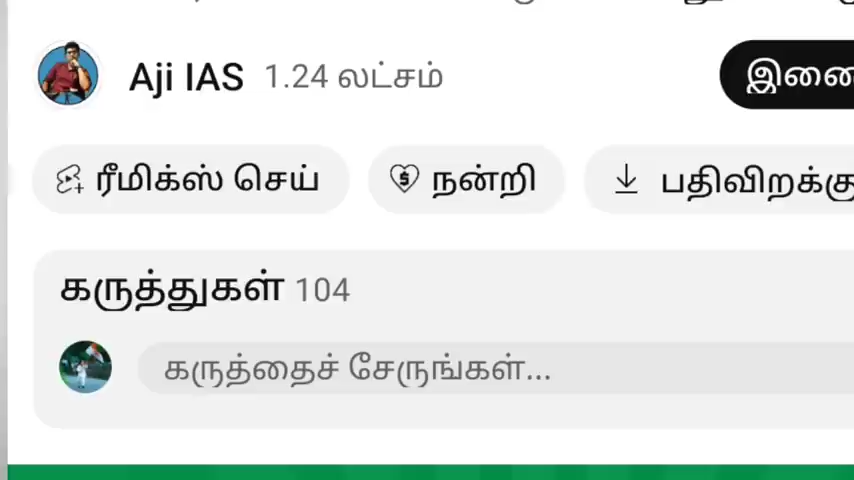 Aji IAS 1.24 லட்சம்
ரீமிக்ஸ் செய் நன்றி பதிவிறக்கு
கருத்துகள் 104
கருத்தைச் சேருங்கள்...